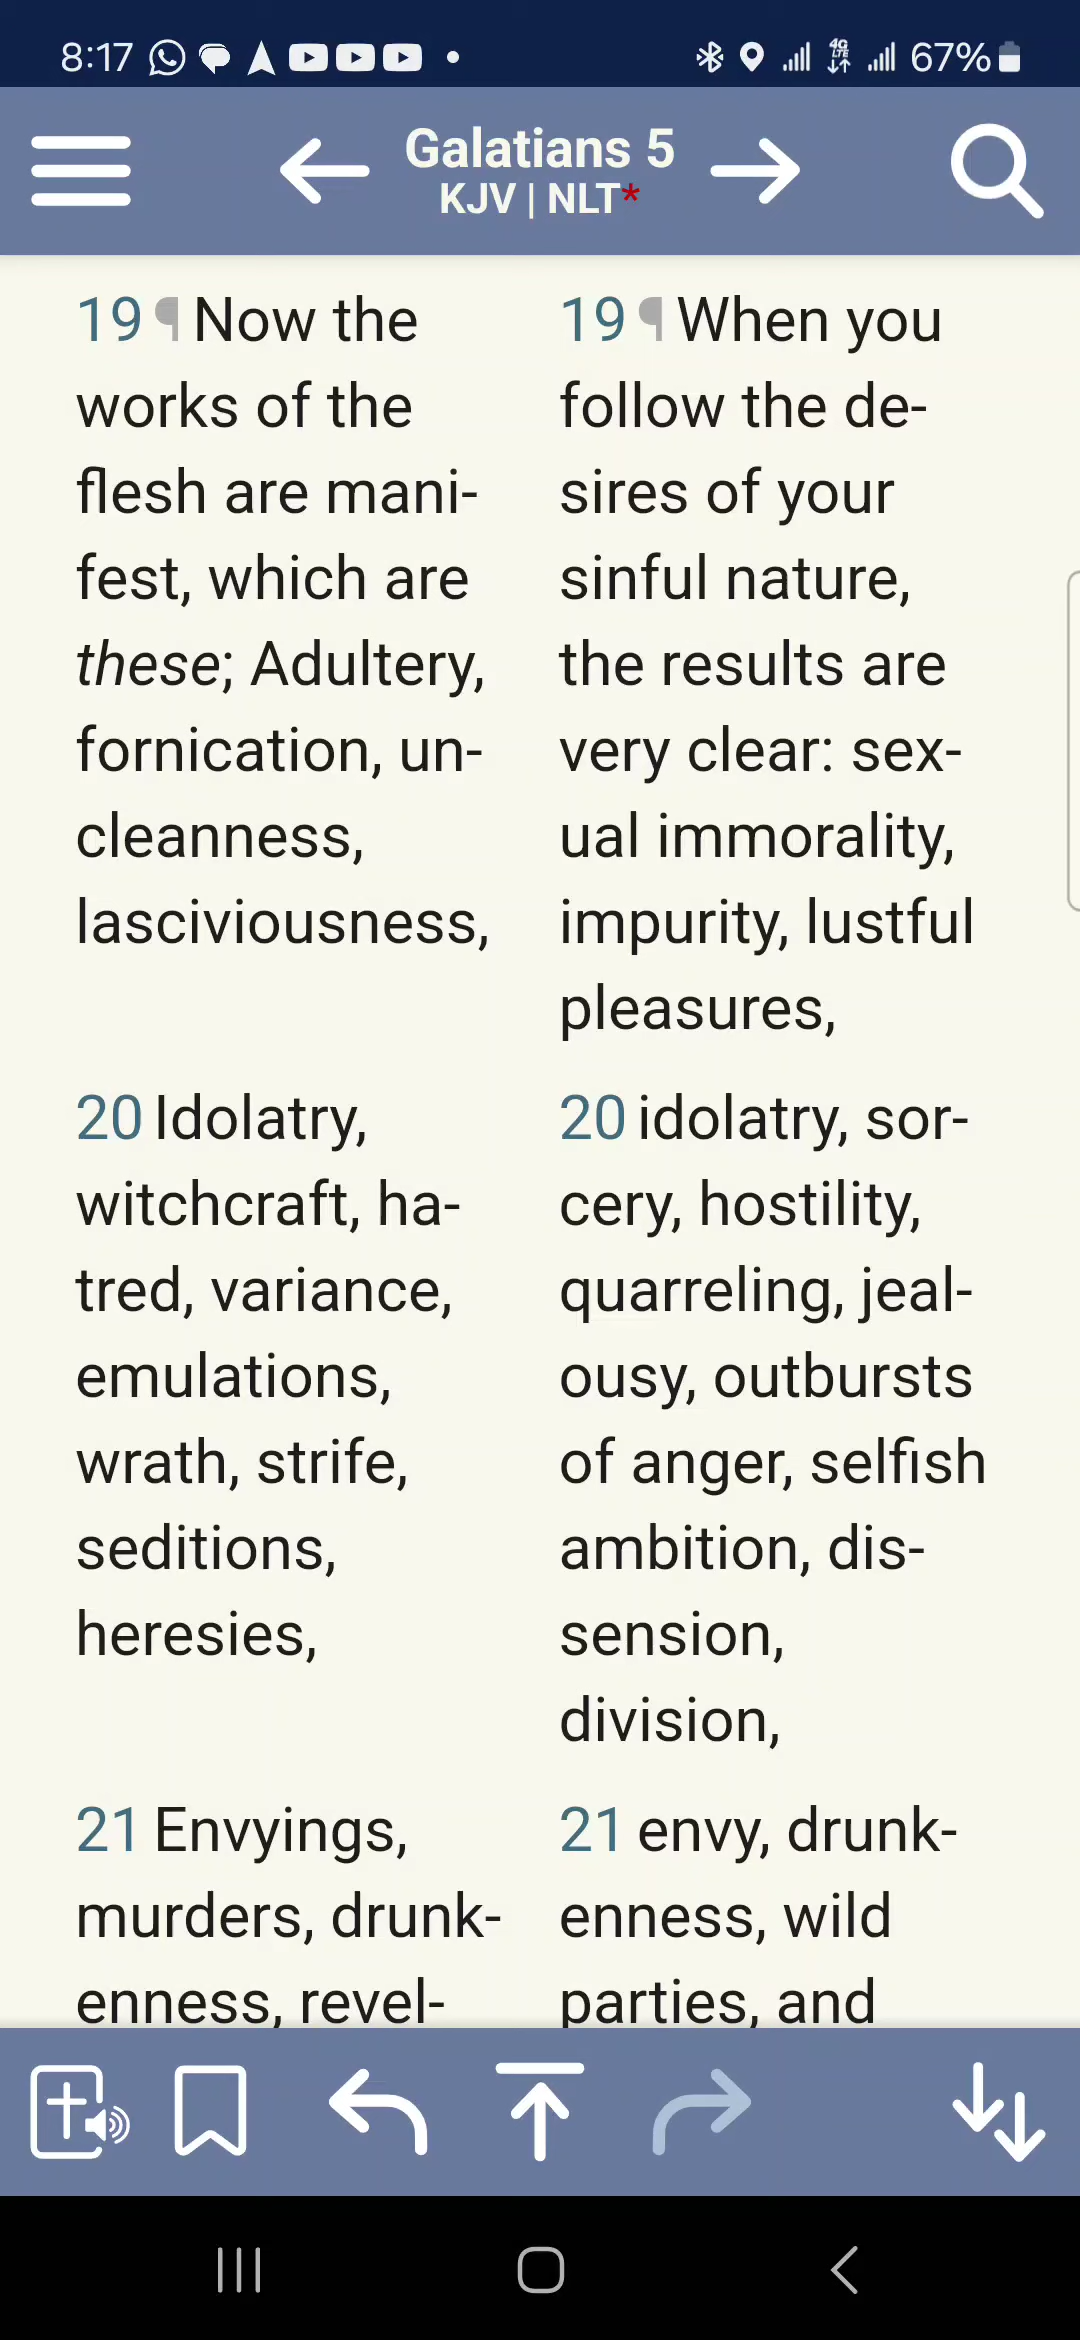 8:17
4G LTE
67%
Galatians 5
KJV | NLT*
19 ¶ Now the
works of the
flesh are mani-
fest, which are
these; Adultery,
fornication, un-
cleanness,
lasciviousness,
19 ¶ When you
follow the de-
sires of your
sinful nature,
the results are
very clear: sex-
ual immorality,
impurity, lustful
pleasures,
20 Idolatry,
witchcraft, ha-
tred, variance,
emulations,
wrath, strife,
seditions,
heresies,
20 idolatry, sor-
cery, hostility,
quarreling, jeal-
ousy, outbursts
of anger, selfish
ambition, dis-
sension,
division,
21 Envyings,
murders, drunk-
enness, revel-
21 envy, drunk-
enness, wild
parties, and